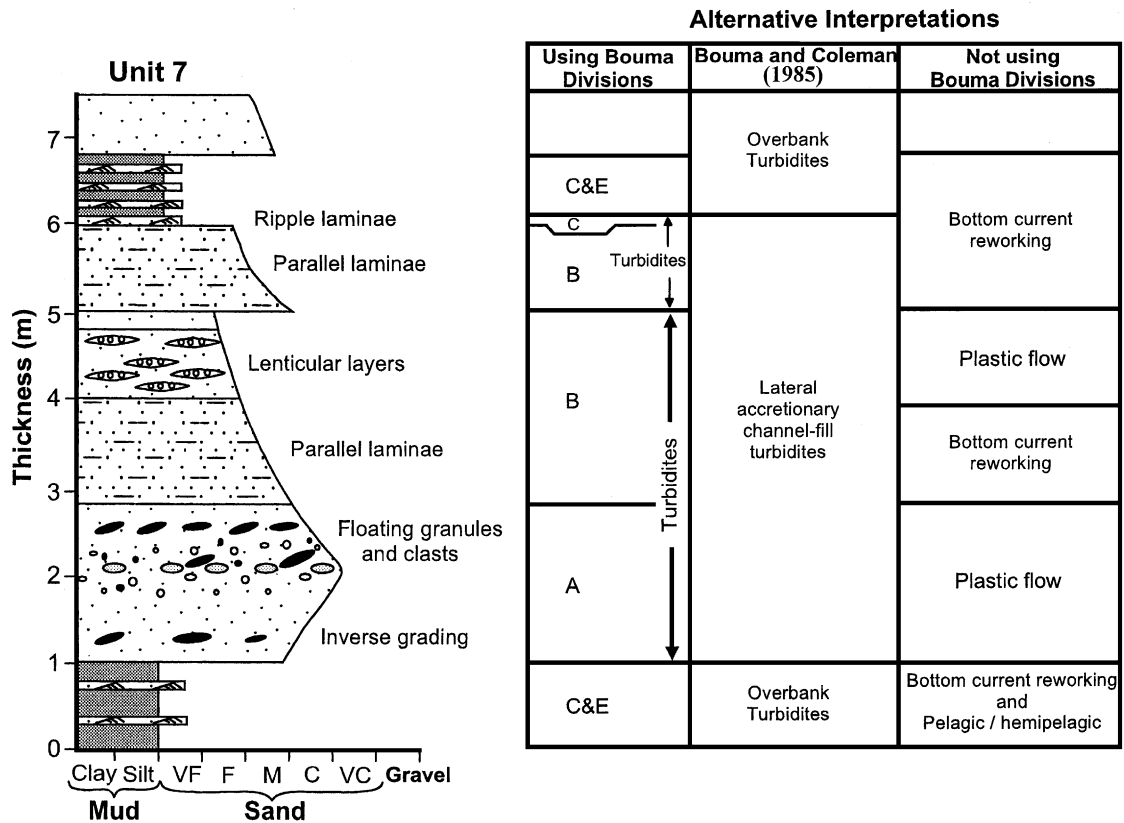 Alternative Interpretations
Unit 7
Thickness (m)
7
6
5
4
3
2
1
0
Ripple laminae
Parallel laminae
Lenticular layers
Parallel laminae
Floating granules
and clasts
Inverse grading
Clay Silt VF F M C VC Gravel
Mud Sand
Using Bouma
Divisions
C&E
C
Turbidites
B
B
Turbidites
A
C&E
Bouma and Coleman
(1985)
Overbank
Turbidites
Lateral
accretionary
channel-fill
turbidites
Overbank
Turbidites
Not using
Bouma Divisions
Bottom current
reworking
Plastic flow
Bottom current
reworking
Plastic flow
Bottom current reworking
and
Pelagic / hemipelagic